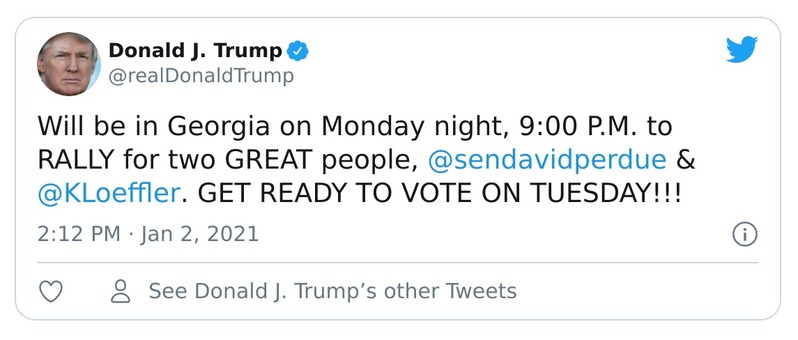 Donald J. Trump
@realDonaldTrump
Will be in Georgia on Monday night, 9:00 P.M. to
RALLY for two GREAT people, @sendavidperdue &
@KLoeffler. GET READY TO VOTE ON TUESDAY!!!
2:12 PM · Jan 2, 2021
See Donald J. Trump’s other Tweets